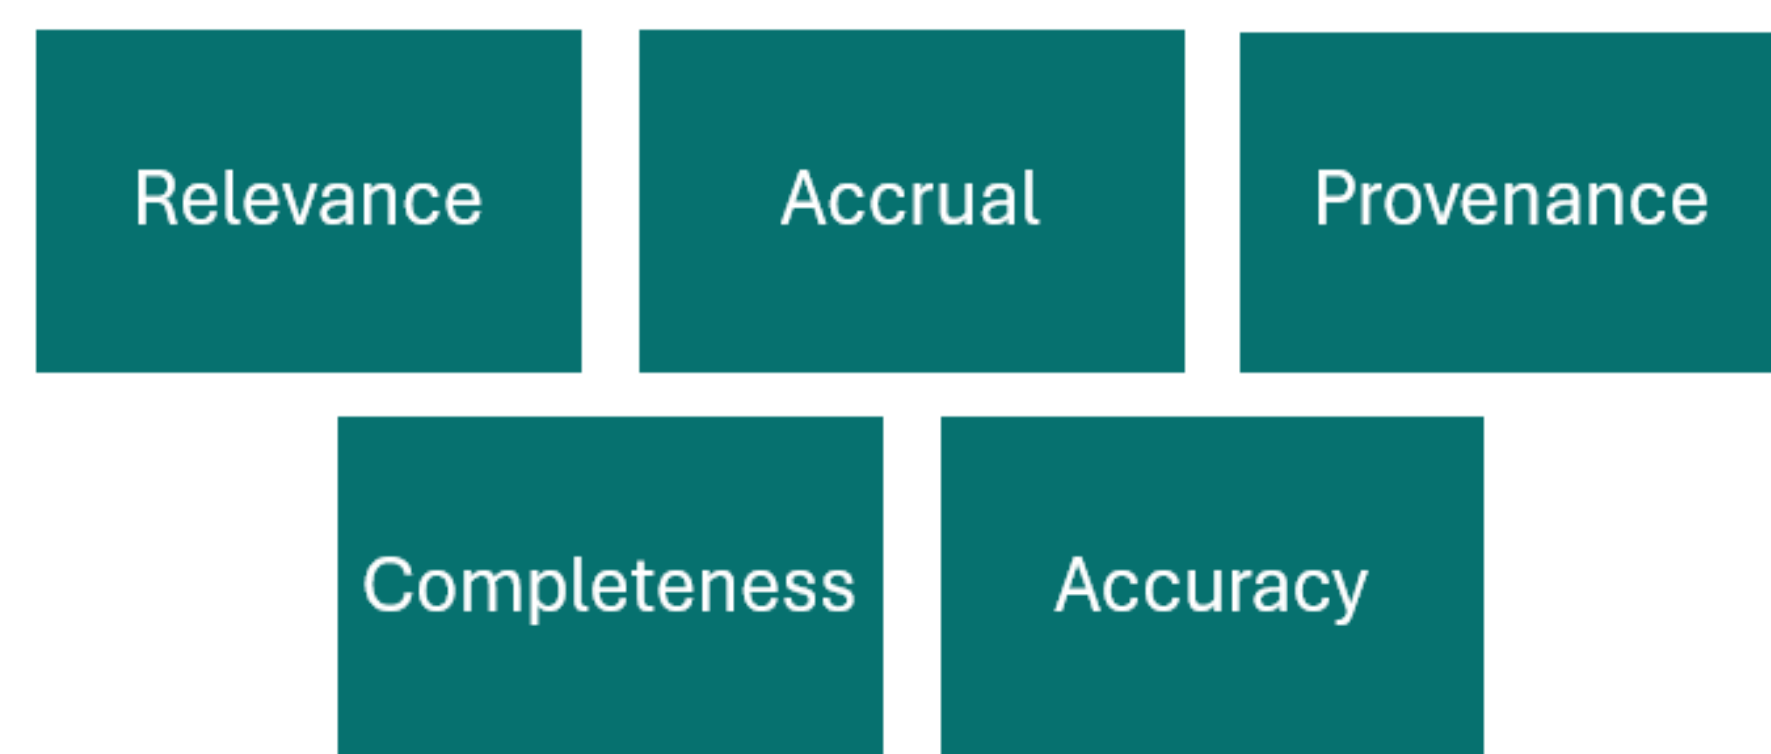 Relevance
Accrual
Provenance
Completeness
Accuracy